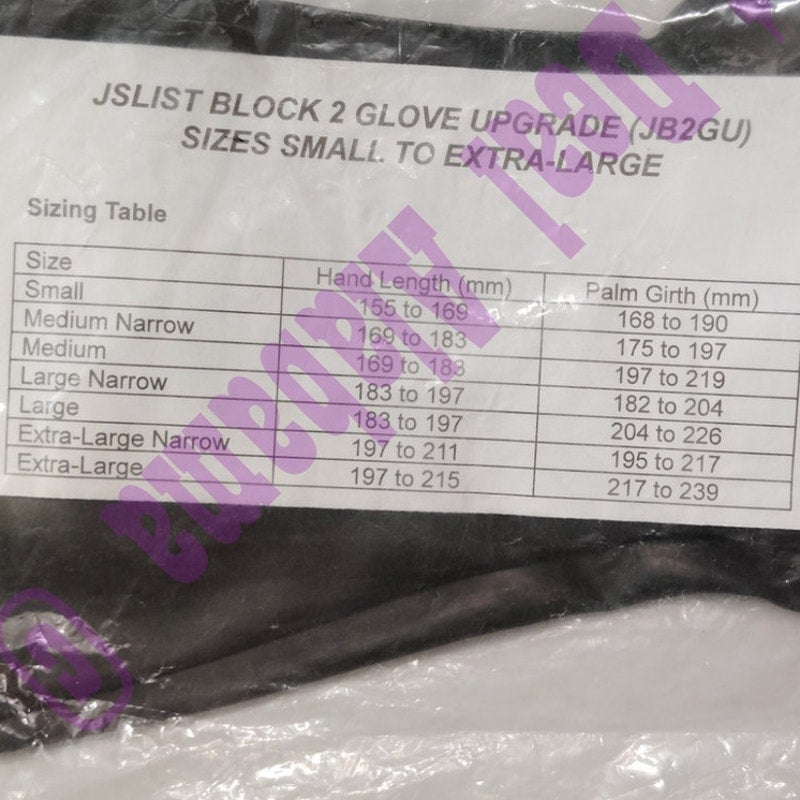 JSLIST BLOCK 2 GLOVE UPGRADE (JB2GU)
SIZES SMALL TO EXTRA-LARGE
Sizing Table
Size Hand Length (mm) Palm Girth (mm)
Small 155 to 169 168 to 190
Medium Narrow 169 to 183 175 to 197
Medium 169 to 183 197 to 219
Large Narrow 183 to 197 182 to 204
Large 183 to 197 204 to 226
Extra-Large Narrow 197 to 211 195 to 217
Extra-Large 197 to 215 217 to 239